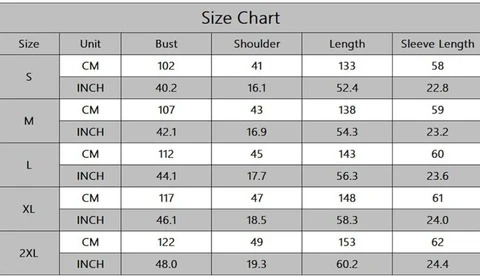 Size Chart
Size Unit Bust Shoulder Length Sleeve Length
S CM 102 41 133 58
INCH 40.2 16.1 52.4 22.8
M CM 107 43 138 59
INCH 42.1 16.9 54.3 23.2
L CM 112 45 143 60
INCH 44.1 17.7 56.3 23.6
XL CM 117 47 148 61
INCH 46.1 18.5 58.3 24.0
2XL CM 122 49 153 62
INCH 48.0 19.3 60.2 24.4